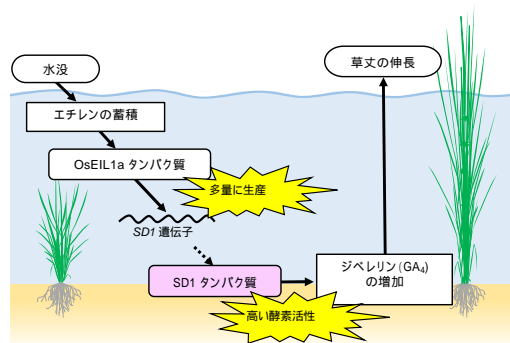 水没
草丈の伸長
エチレンの蓄積
OsEIL1a タンパク質
多量に生産
SD1 遺伝子
SD1 タンパク質
ジベレリン(GA₄)
の増加
高い酵素活性